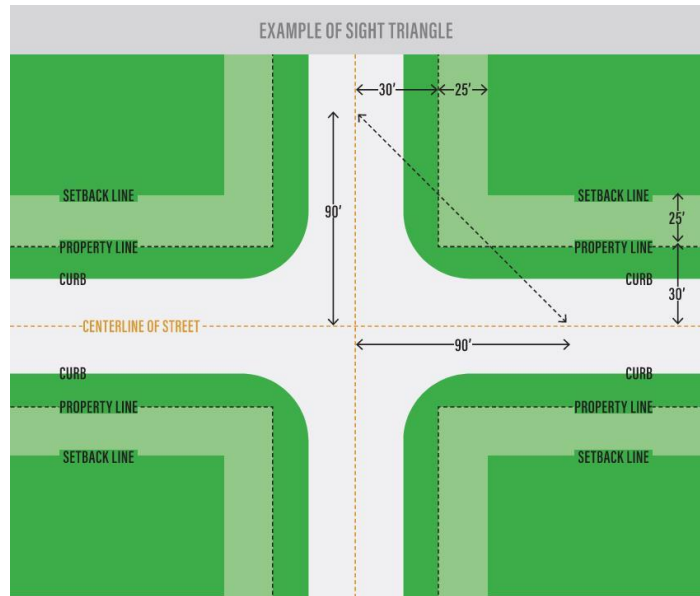 EXAMPLE OF SIGHT TRIANGLE
30' 25'
SETBACK LINE SETBACK LINE
90' 25'
PROPERTY LINE PROPERTY LINE
CURB CURB
30'
CENTERLINE OF STREET
90'
CURB CURB
PROPERTY LINE PROPERTY LINE
SETBACK LINE SETBACK LINE